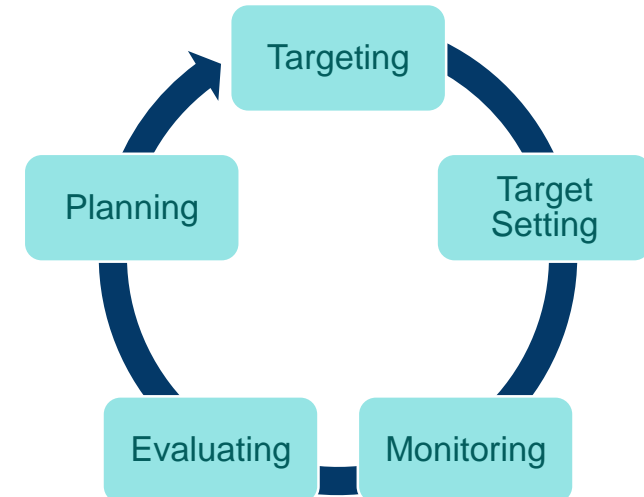 Targeting
Target
Setting
Monitoring
Evaluating
Planning